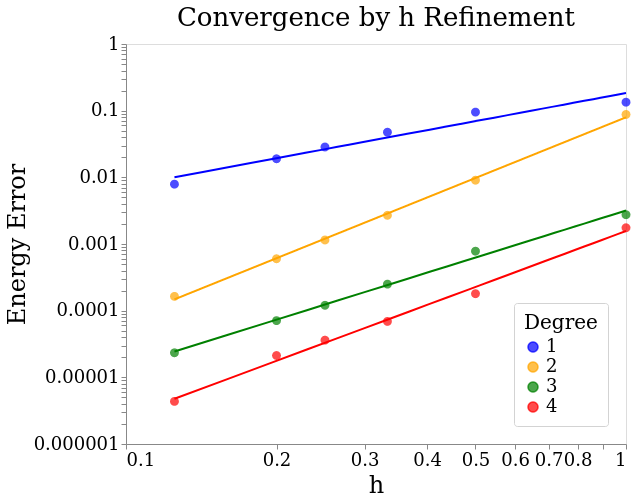 Convergence by h Refinement
Energy Error
1
0.1
0.01
0.001
0.0001
0.00001
0.000001
0.1 0.2 0.3 0.4 0.5 0.6 0.7 0.8 1
h
Degree
1
2
3
4